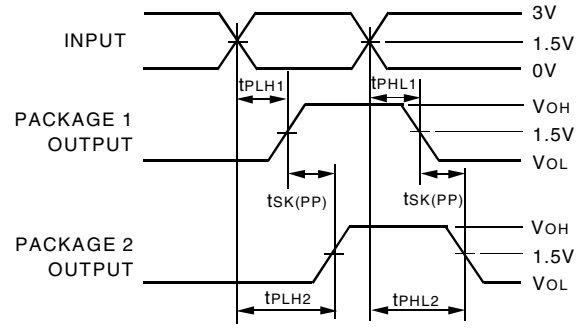 3V
INPUT
1.5V
0V
tPLH1
tPHL1
VOH
PACKAGE 1
OUTPUT
1.5V
VOL
tSK(PP)
tSK(PP)
VOH
PACKAGE 2
OUTPUT
1.5V
VOL
tPLH2
tPHL2